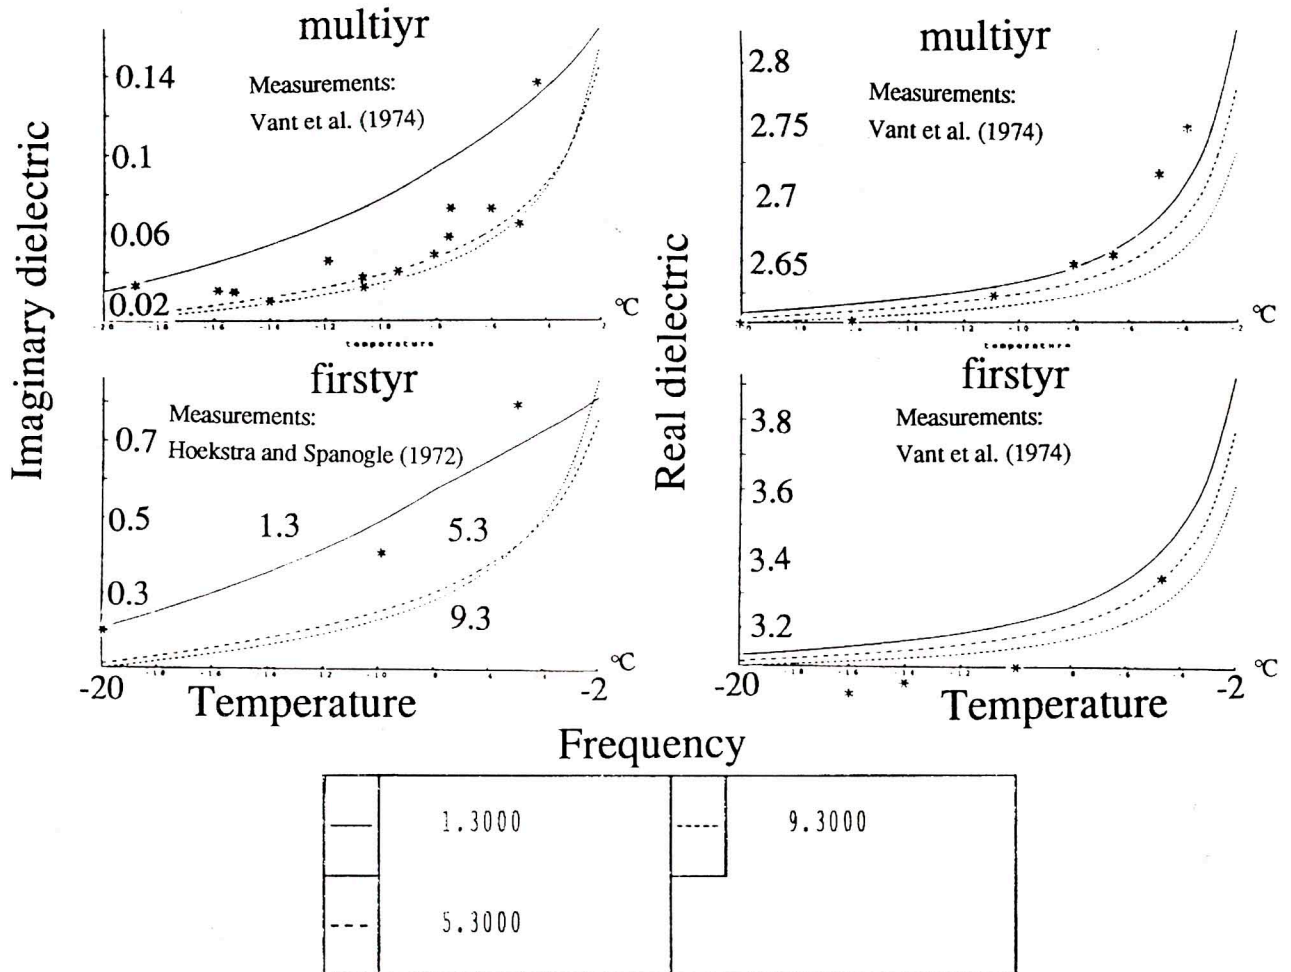 multiyr
Measurements:
Vant et al. (1974)
0.14
0.1
0.06
0.02
°C
temperature
Imaginary dielectric
multiyr
Measurements:
Vant et al. (1974)
2.8
2.75
2.7
2.65
°C
temperature
Real dielectric
firstyr
Measurements:
Hoekstra and Spanogle (1972)
0.7
0.5
0.3
1.3
5.3
9.3
°C
-20
-2
Temperature
firstyr
Measurements:
Vant et al. (1974)
3.8
3.6
3.4
3.2
°C
-20
-2
Temperature
Frequency
1.3000
9.3000
5.3000